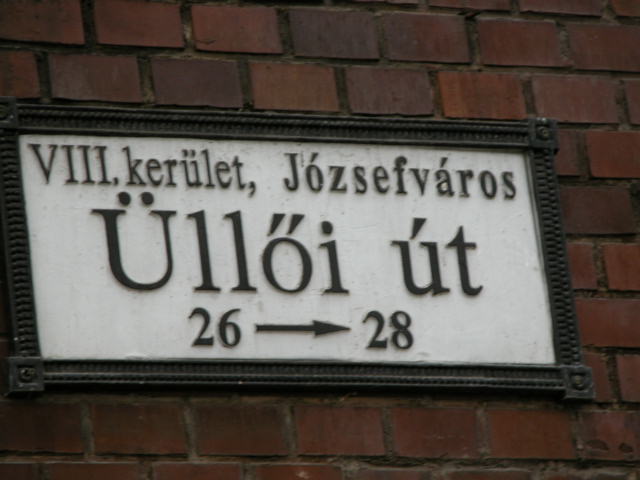 VIII. kerület, Józsefváros
Üllői út
26 → 28